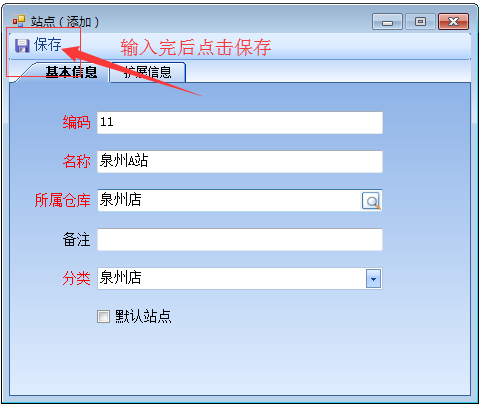 站点（添加）
保存
输入完后点击保存
基本信息
扩展信息
编码
11
名称
泉州A站
所属仓库
泉州店
备注
分类
泉州店
默认站点